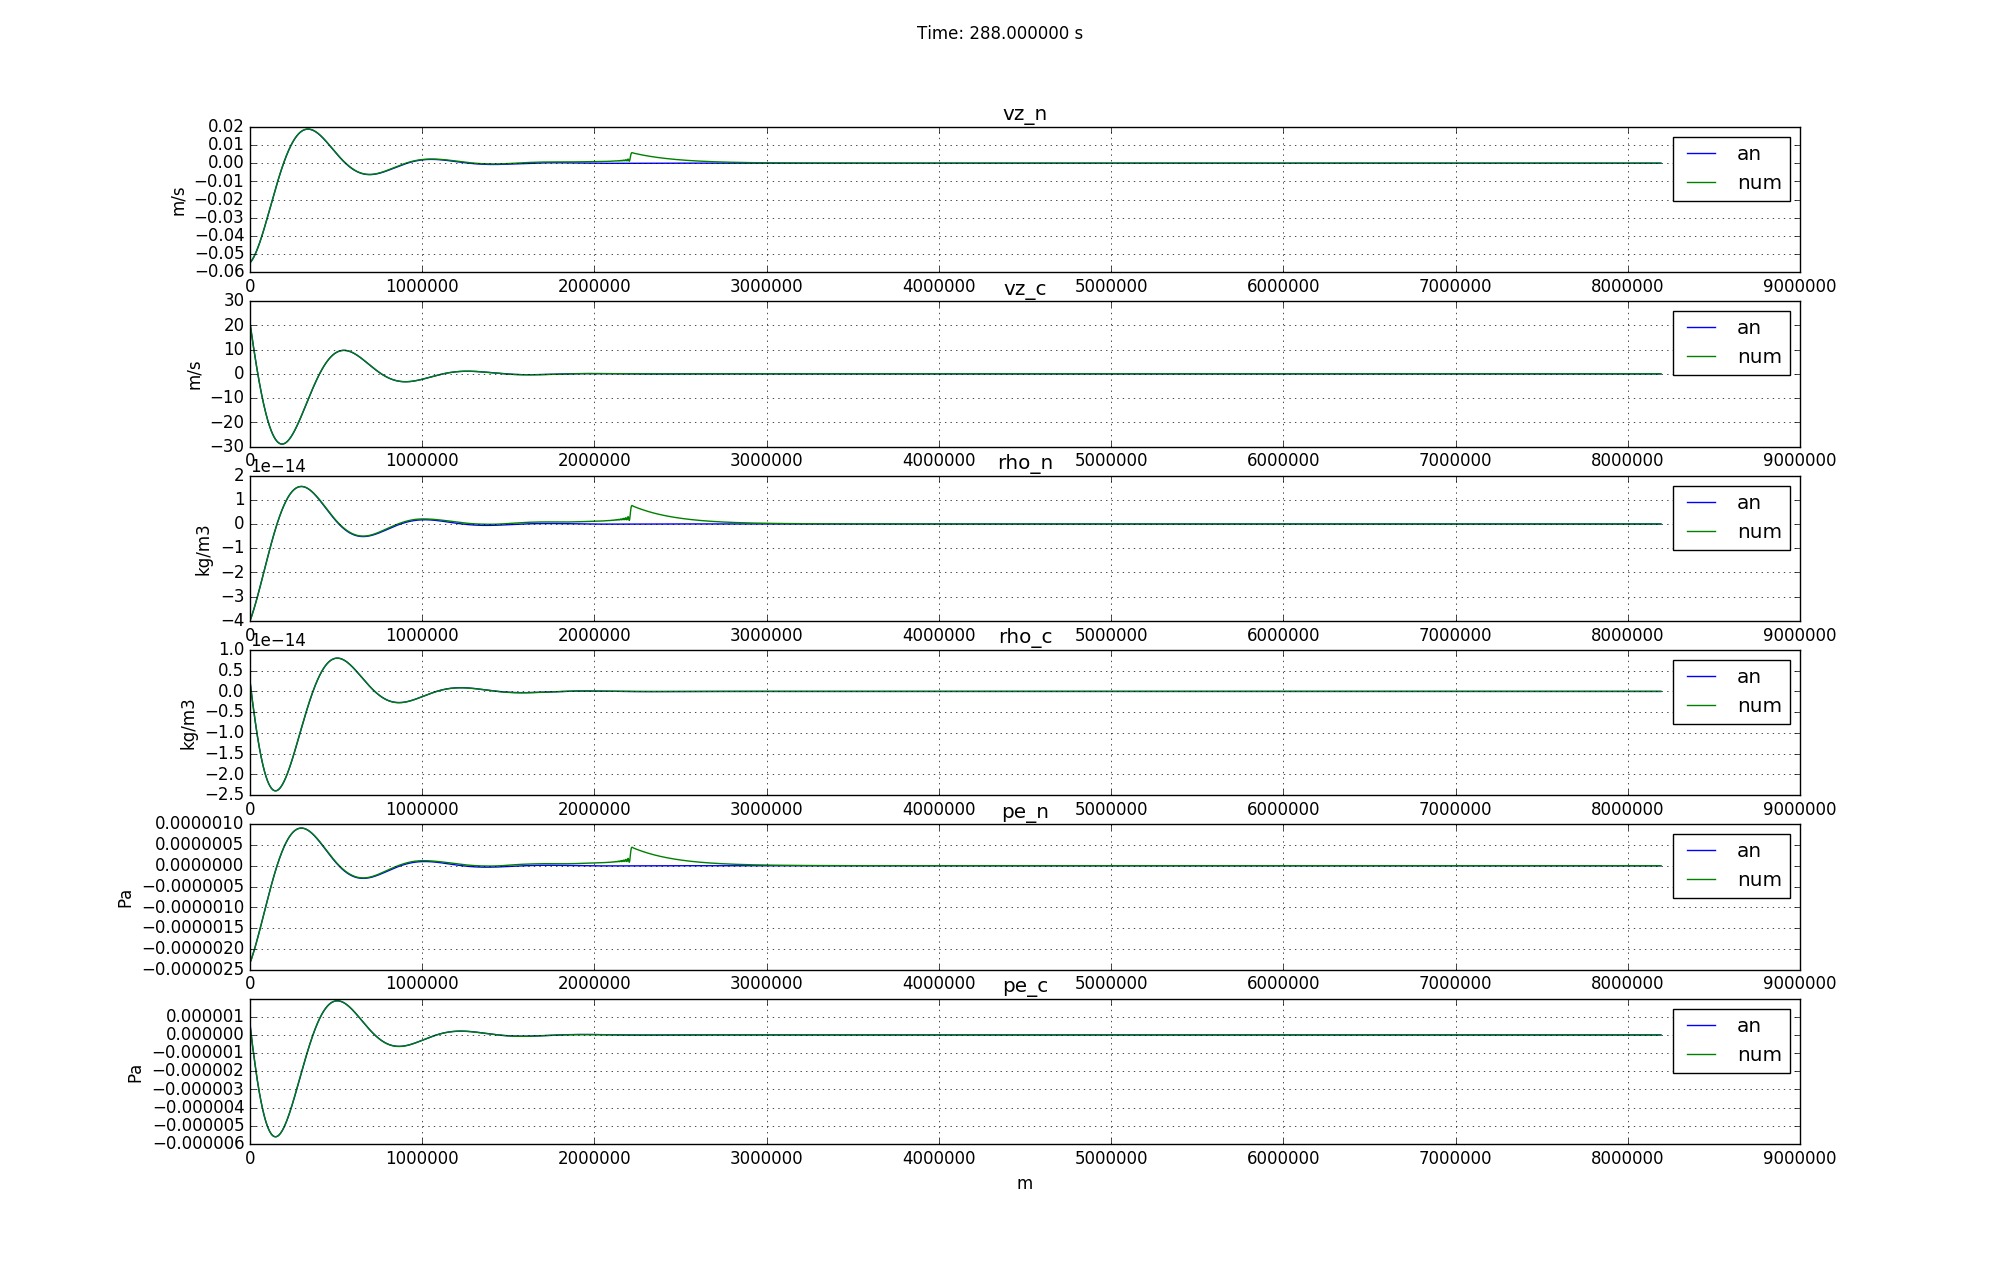 Time: 288.000000 s
vz_n
0.02
0.01
0.00
−0.01
−0.02
−0.03
−0.04
−0.05
−0.06
m/s
an
num
0 1000000 2000000 3000000 4000000 5000000 6000000 7000000 8000000 9000000
vz_c
30
20
10
0
−10
−20
−30
m/s
an
num
0 1000000 2000000 3000000 4000000 5000000 6000000 7000000 8000000 9000000
1e−14
rho_n
2
1
0
−1
−2
−3
−4
kg/m3
an
num
0 1000000 2000000 3000000 4000000 5000000 6000000 7000000 8000000 9000000
1e−14
rho_c
1.0
0.5
0.0
−0.5
−1.0
−1.5
−2.0
−2.5
kg/m3
an
num
0 1000000 2000000 3000000 4000000 5000000 6000000 7000000 8000000 9000000
pe_n
0.0000010
0.0000005
0.0000000
−0.0000005
−0.0000010
−0.0000015
−0.0000020
−0.0000025
Pa
an
num
0 1000000 2000000 3000000 4000000 5000000 6000000 7000000 8000000 9000000
pe_c
0.000001
0.000000
−0.000001
−0.000002
−0.000003
−0.000004
−0.000005
−0.000006
Pa
an
num
0 1000000 2000000 3000000 4000000 5000000 6000000 7000000 8000000 9000000
m